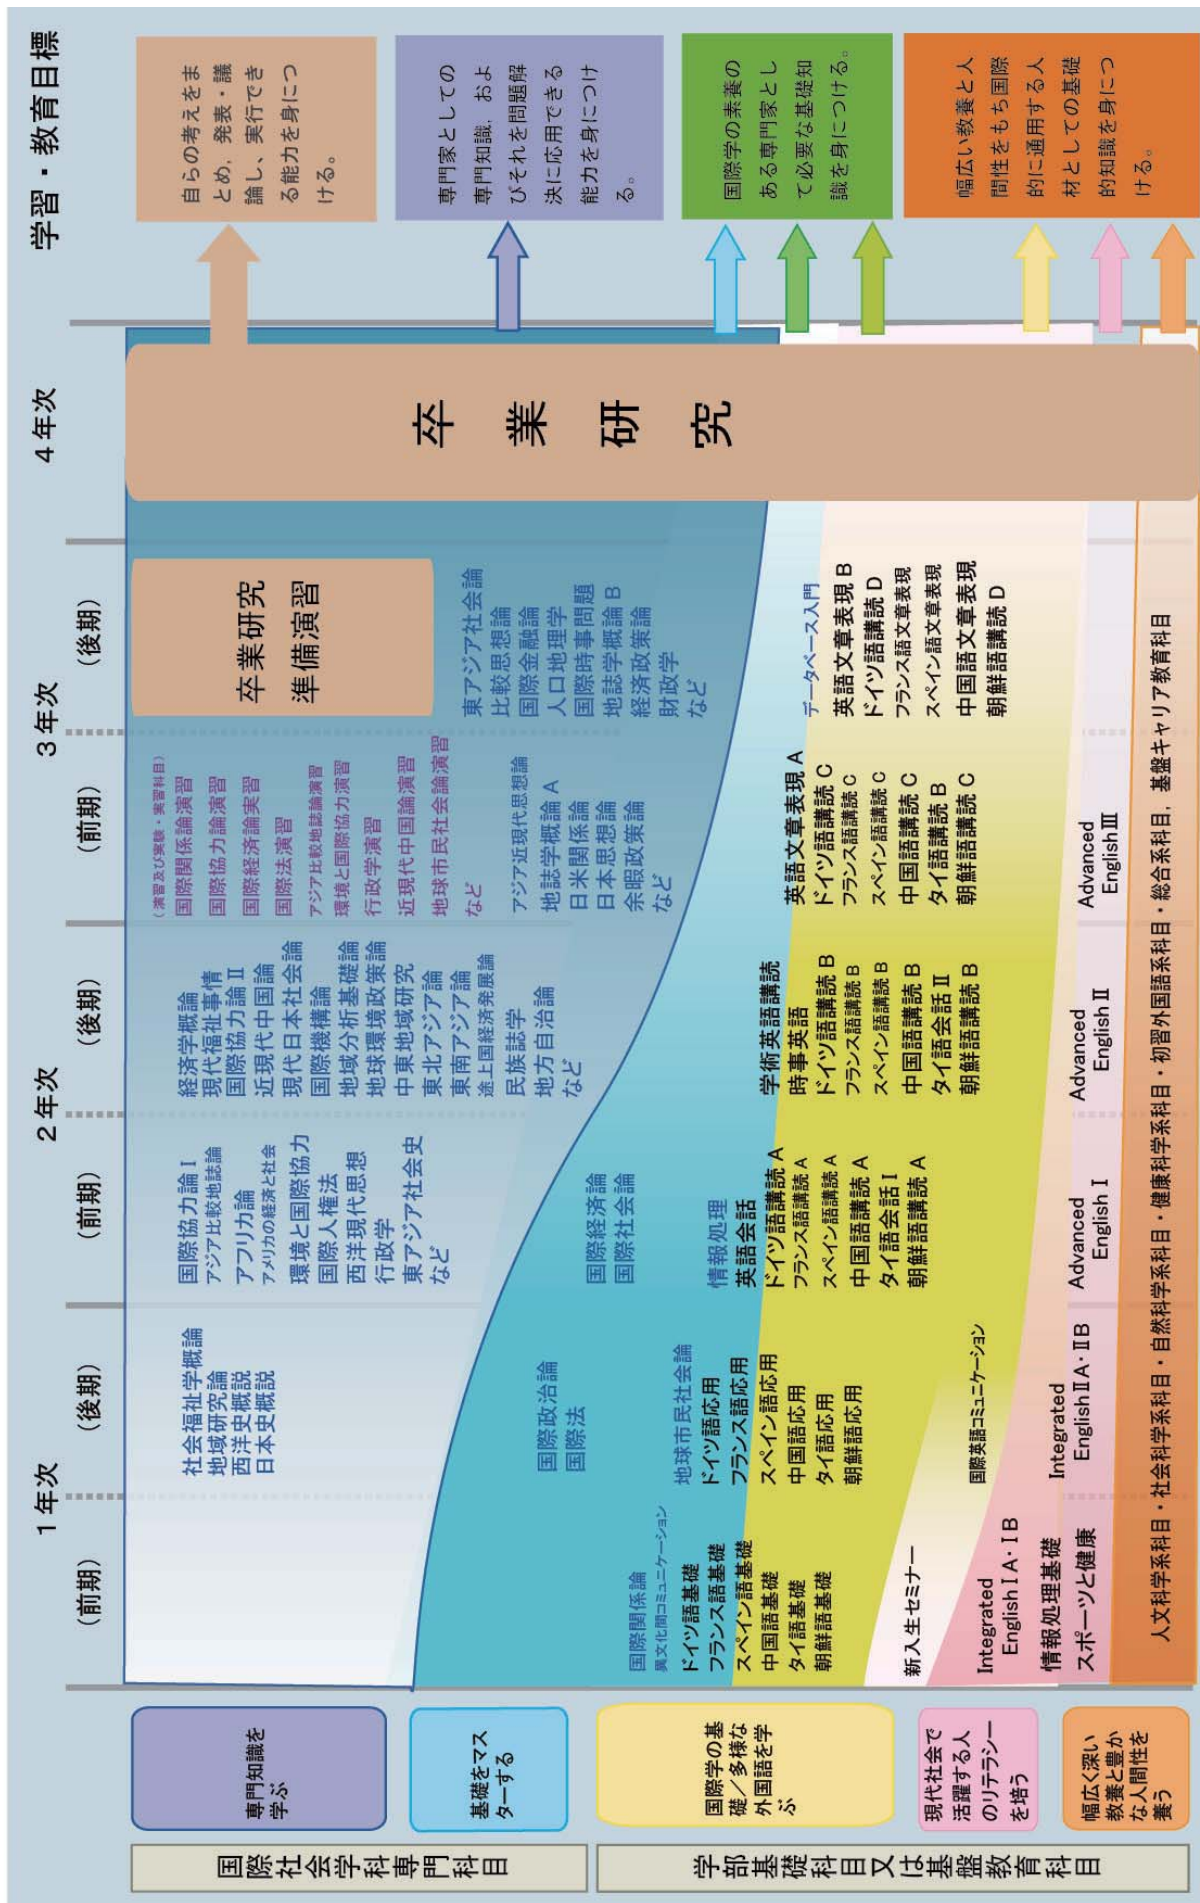 学習・教育目標
1年次
2年次
3年次
4年次
(前期)
(後期)
(前期)
(後期)
(前期)
(後期)
国際社会学科専門科目
学部基礎科目又は基盤教育科目
専門知識を
学ぶ
基礎をマス
ターする
国際学の基
礎／多様な
外国語を学
ぶ
現代社会で
活躍する人
のリテラシー
を培う
幅広く深い
教養と豊か
な人間性を
養う
社会福祉学概論
地域研究論
西洋史概説
日本史概説
国際協力論Ⅰ
アジア比較地誌論
アフリカ論
アメリカの経済と社会
環境と国際協力
国際人権法
西洋現代思想
行政学
東アジア社会史
など
経済学概論
現代福祉事情
国際協力論Ⅱ
近現代中国論
現代日本社会論
国際機構論
地域分析基礎論
地球環境政策論
中東地域研究
東北アジア論
東南アジア論
途上国経済発展論
民族誌学
地方自治論
など
(演習及び実験・実習科目)
国際関係論演習
国際協力論演習
国際経済論実習
国際法演習
アジア比較地誌論演習
環境と国際協力演習
行政学演習
近現代中国論演習
地球市民社会論演習
など
アジア近現代思想論
地誌学概論 A
日米関係論
日本思想論
余暇政策論
など
卒業研究
準備演習
東アジア社会論
比較思想論
国際金融論
人口地理学
国際時事問題
地誌学概論 B
経済政策論
財政学
など
卒業研究
国際関係論
異文化間コミュニケーション
ドイツ語基礎
フランス語基礎
スペイン語基礎
中国語基礎
タイ語基礎
朝鮮語基礎
新入生セミナー
Integrated
EnglishⅠA・ⅠB
情報処理基礎
スポーツと健康
国際政治論
国際法
地球市民社会論
ドイツ語応用
フランス語応用
スペイン語応用
中国語応用
タイ語応用
朝鮮語応用
国際英語コミュニケーション
Integrated
EnglishⅡA・ⅡB
国際経済論
国際社会論
情報処理
英語会話
ドイツ語講読 A
フランス語講読 A
スペイン語講読 A
中国語講読 A
タイ語会話Ⅰ
朝鮮語講読 A
Advanced
EnglishⅠ
学術英語講読
時事英語
ドイツ語講読 B
フランス語講読 B
スペイン語講読 B
中国語講読 B
タイ語会話Ⅱ
朝鮮語講読 B
Advanced
EnglishⅡ
英語文章表現 A
ドイツ語講読 C
フランス語講読 C
スペイン語講読 C
中国語講読 C
タイ語講読 B
朝鮮語講読 C
Advanced
EnglishⅢ
データベース入門
英語文章表現 B
ドイツ語講読 D
フランス語文章表現
スペイン語文章表現
中国語文章表現
朝鮮語講読 D
人文科学系科目・社会科学系科目・自然科学系科目・健康科学系科目・初習外国語系科目・総合系科目，基盤キャリア教育科目
自らの考えをま
とめ，発表・議
論し，実行でき
る能力を身につ
ける。
専門家としての
専門知識，およ
びそれを問題解
決に応用できる
能力を身につけ
る。
国際学の素養の
ある専門家とし
て必要な基礎知
識を身につける。
幅広い教養と人
間性をもち国際
的に通用する人
材としての基礎
的知識を身につ
ける。